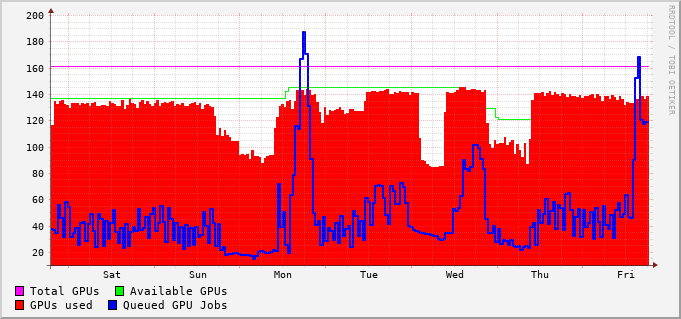 200
180
160
140
120
100
80
60
40
20
Sat Sun Mon Tue Wed Thu Fri
Total GPUs Available GPUs
GPUs used Queued GPU Jobs
RRDTOOL / TOBI OETIKER